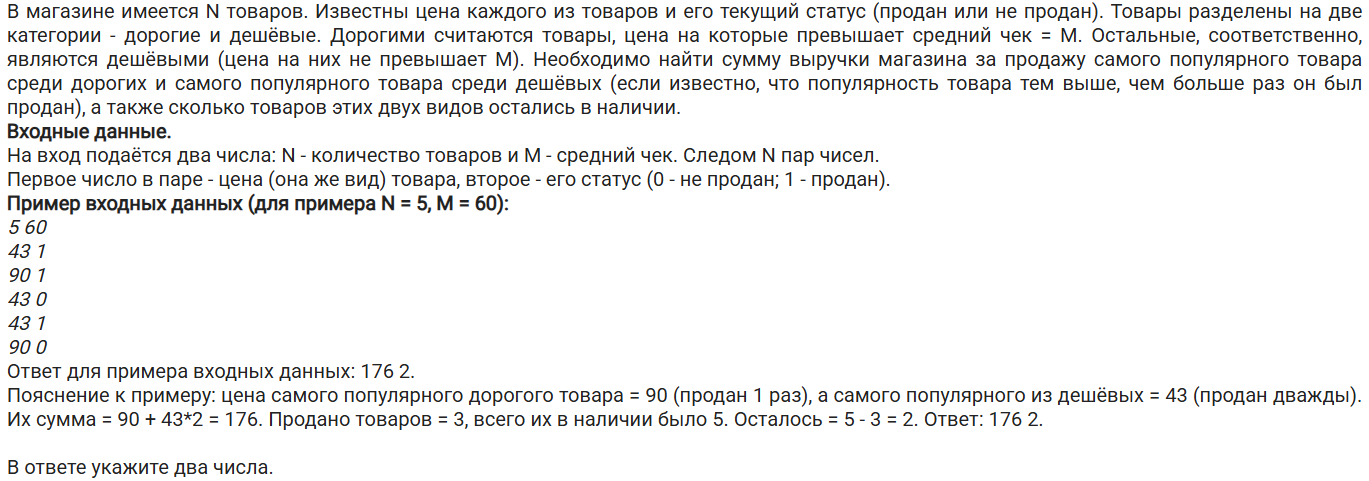 В магазине имеется N товаров. Известны цена каждого из товаров и его текущий статус (продан или не продан). Товары разделены на две
категории - дорогие и дешёвые. Дорогими считаются товары, цена на которые превышает средний чек = M. Остальные, соответственно,
являются дешёвыми (цена на них не превышает M). Необходимо найти сумму выручки магазина за продажу самого популярного товара
среди дорогих и самого популярного товара среди дешёвых (если известно, что популярность товара тем выше, чем больше раз он был
продан), а также сколько товаров этих двух видов остались в наличии.
Входные данные.
На вход подаётся два числа: N - количество товаров и M - средний чек. Следом N пар чисел.
Первое число в паре - цена (она же вид) товара, второе - его статус (0 - не продан; 1 - продан).
Пример входных данных (для примера N = 5, M = 60):
5 60
43 1
90 1
43 0
43 1
90 0
Ответ для примера входных данных: 176 2.
Пояснение к примеру: цена самого популярного дорогого товара = 90 (продан 1 раз), а самого популярного из дешёвых = 43 (продан дважды).
Их сумма = 90 + 43*2 = 176. Продано товаров = 3, всего их в наличии было 5. Осталось = 5 - 3 = 2. Ответ: 176 2.
В ответе укажите два числа.